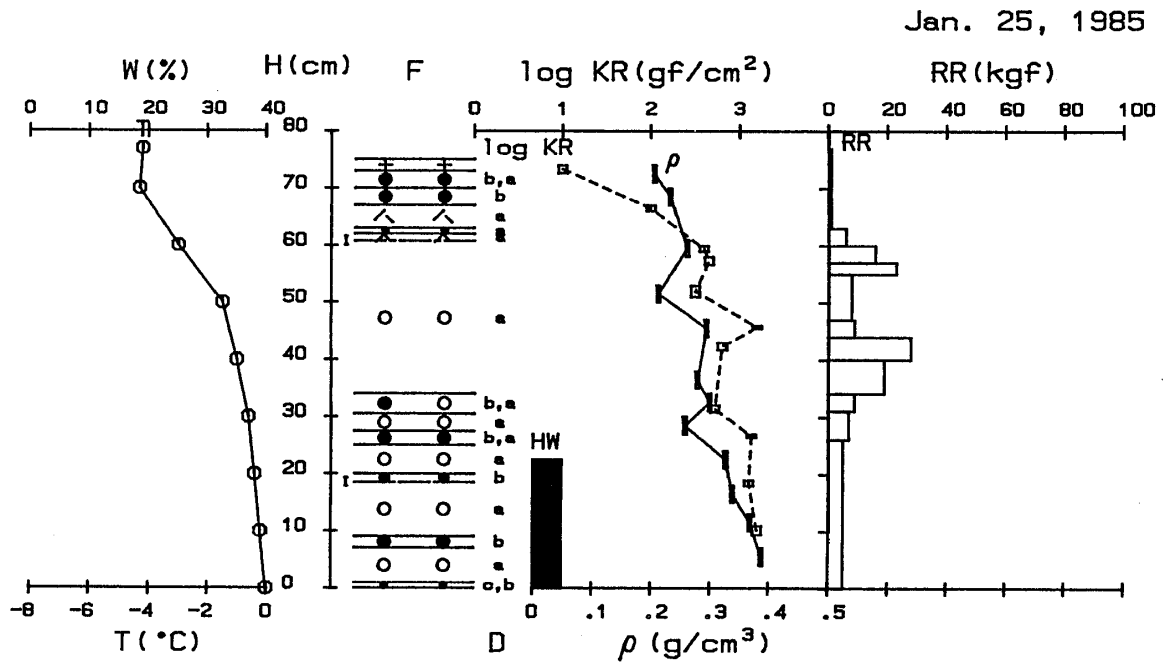 Jan. 25, 1985
W(%) H(cm) F log KR(gf/cm²) RR(kgf)
0 10 20 30 40 0 1 2 3 0 20 40 60 80 100
80
log KR ρ RR
b,a
70
b
a
a
I a
60
50
a
40
b,a
30
a
b,a
HW
a
20
I b
a
10
b
a
0
c,b
-8 -6 -4 -2 0 0 .1 .2 .3 .4 .5
T(°C) D ρ(g/cm³)